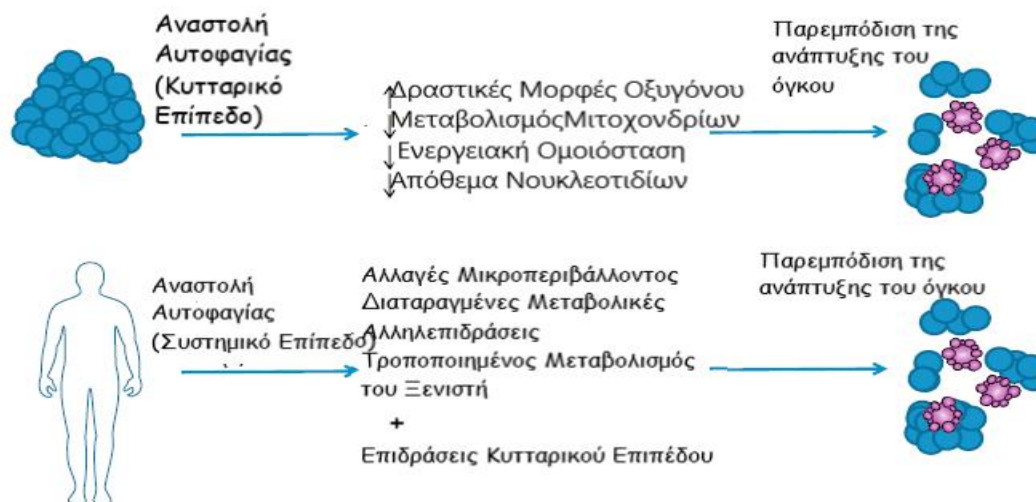 Αναστολή
Αυτοφαγίας
(Κυτταρικό
Επίπεδο)
↑Δραστικές Μορφές Οξυγόνου
↓ΜεταβολισμόςΜιτοχονδρίων
↓Ενεργειακή Ομοιόσταση
↓Απόθεμα Νουκλεοτιδίων
Παρεμπόδιση της
ανάπτυξης του
όγκου
Αναστολή
Αυτοφαγίας
(Συστημικό Επίπεδο)
Αλλαγές Μικροπεριβάλλοντος
Διαταραγμένες Μεταβολικές
Αλληλεπιδράσεις
Τροποποιημένος Μεταβολισμός
του Ξενιστή
+
Επιδράσεις Κυτταρικού Επιπέδου
Παρεμπόδιση της
ανάπτυξης του όγκου